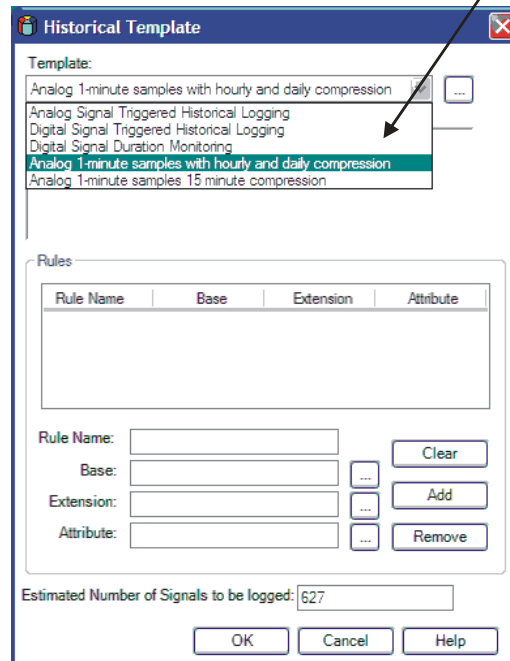 Historical Template
Template:
Analog 1-minute samples with hourly and daily compression
...
Analog Signal Triggered Historical Logging
Digital Signal Triggered Historical Logging
Digital Signal Duration Monitoring
Analog 1-minute samples with hourly and daily compression
Analog 1-minute samples 15 minute compression
Rules
Rule Name Base Extension Attribute
Rule Name:
Clear
Base: ...
Add
Extension: ...
Attribute: ... Remove
Estimated Number of Signals to be logged: 627
OK Cancel Help